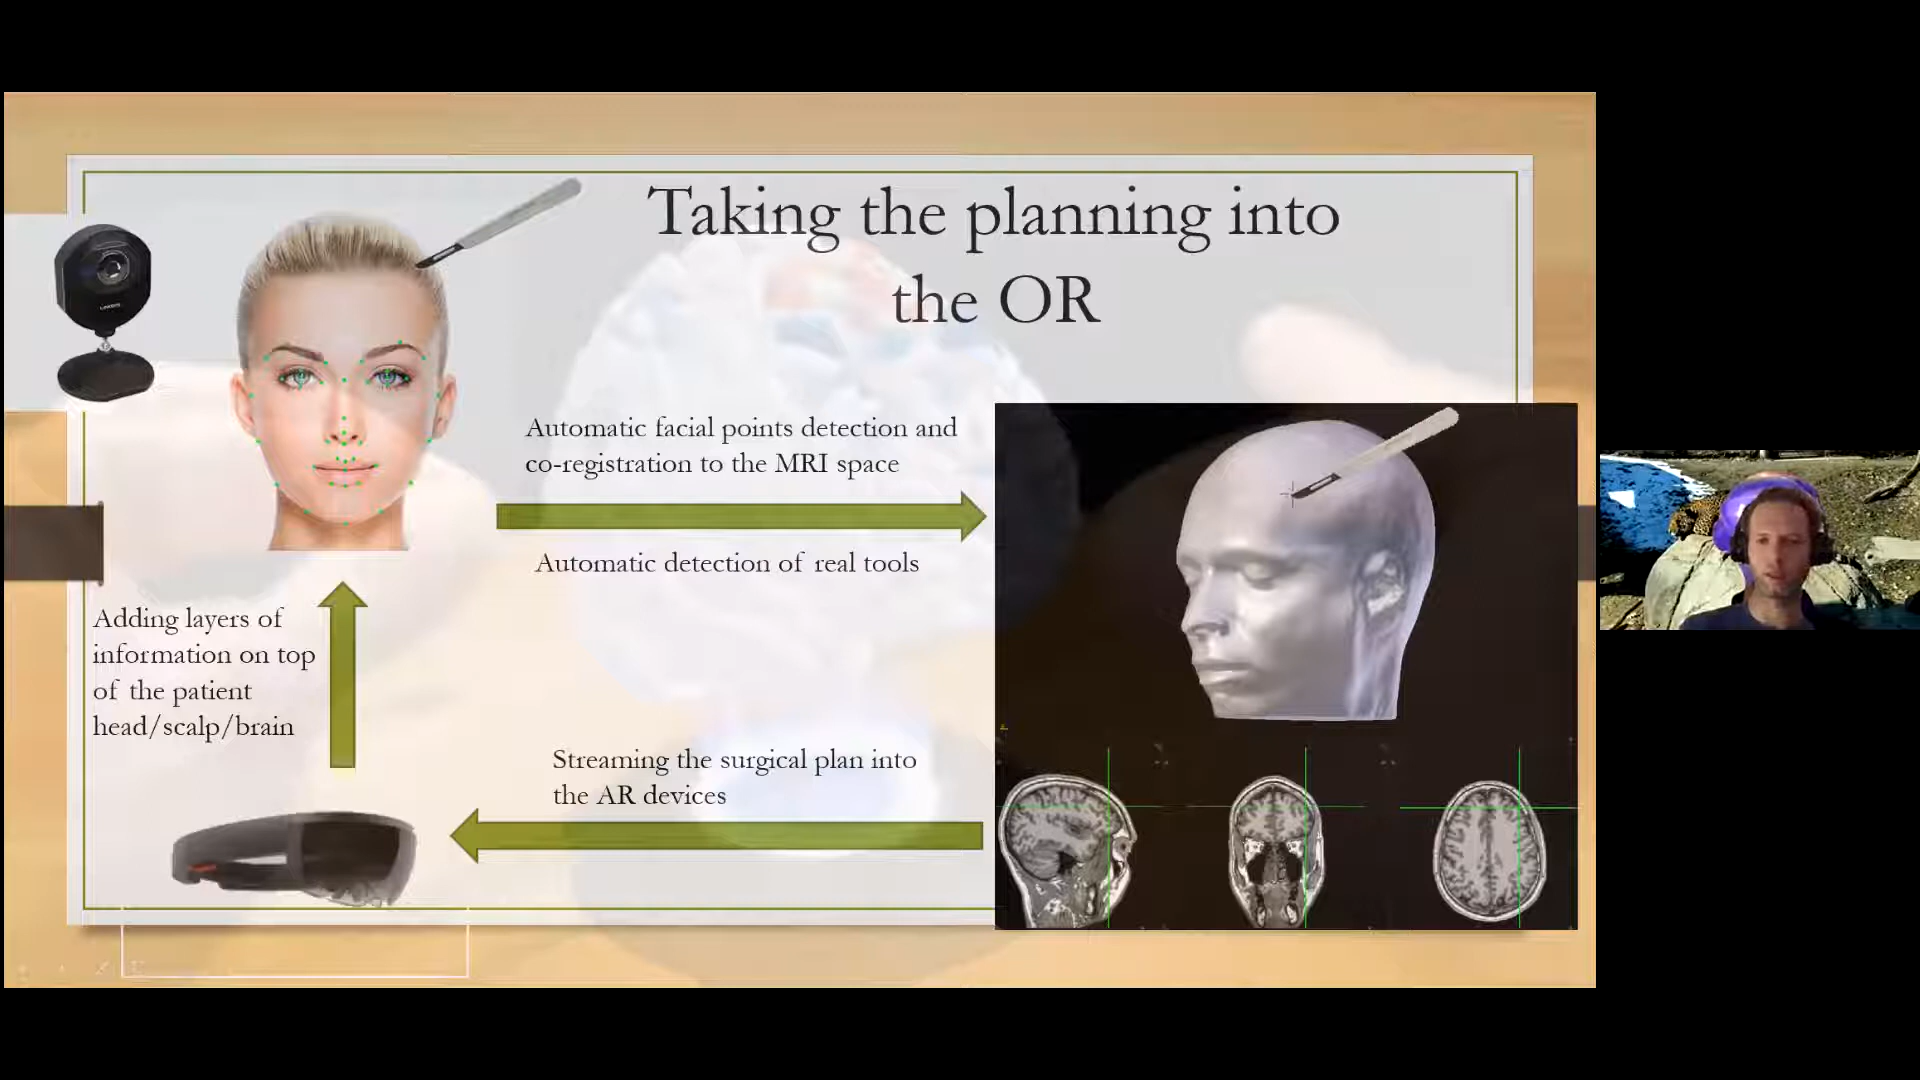 Taking the planning into
the OR
Automatic facial points detection and
co-registration to the MRI space
Automatic detection of real tools
Adding layers of
information on top
of the patient
head/scalp/brain
Streaming the surgical plan into
the AR devices